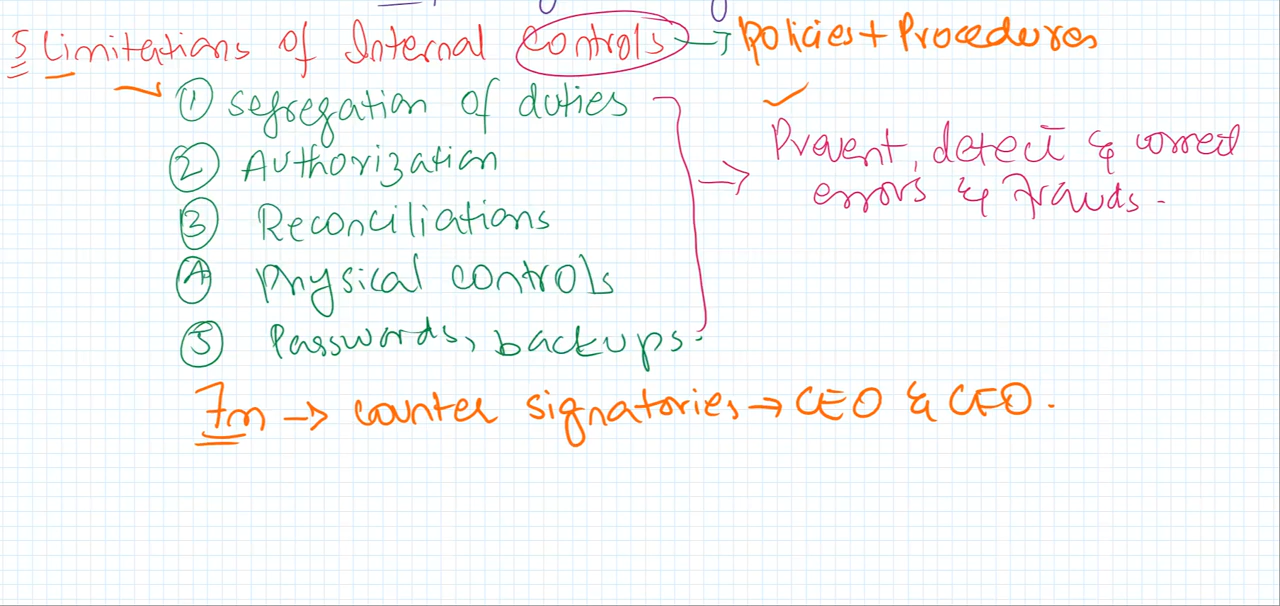 5 Limitations of Internal Controls → Policies + Procedures
① Segregation of duties
② Authorization
③ Reconciliations
④ Physical controls
⑤ Passwords, backups.
→ Prevent, detect & correct
errors & frauds.
7m → counter signatories → CEO & CFO.